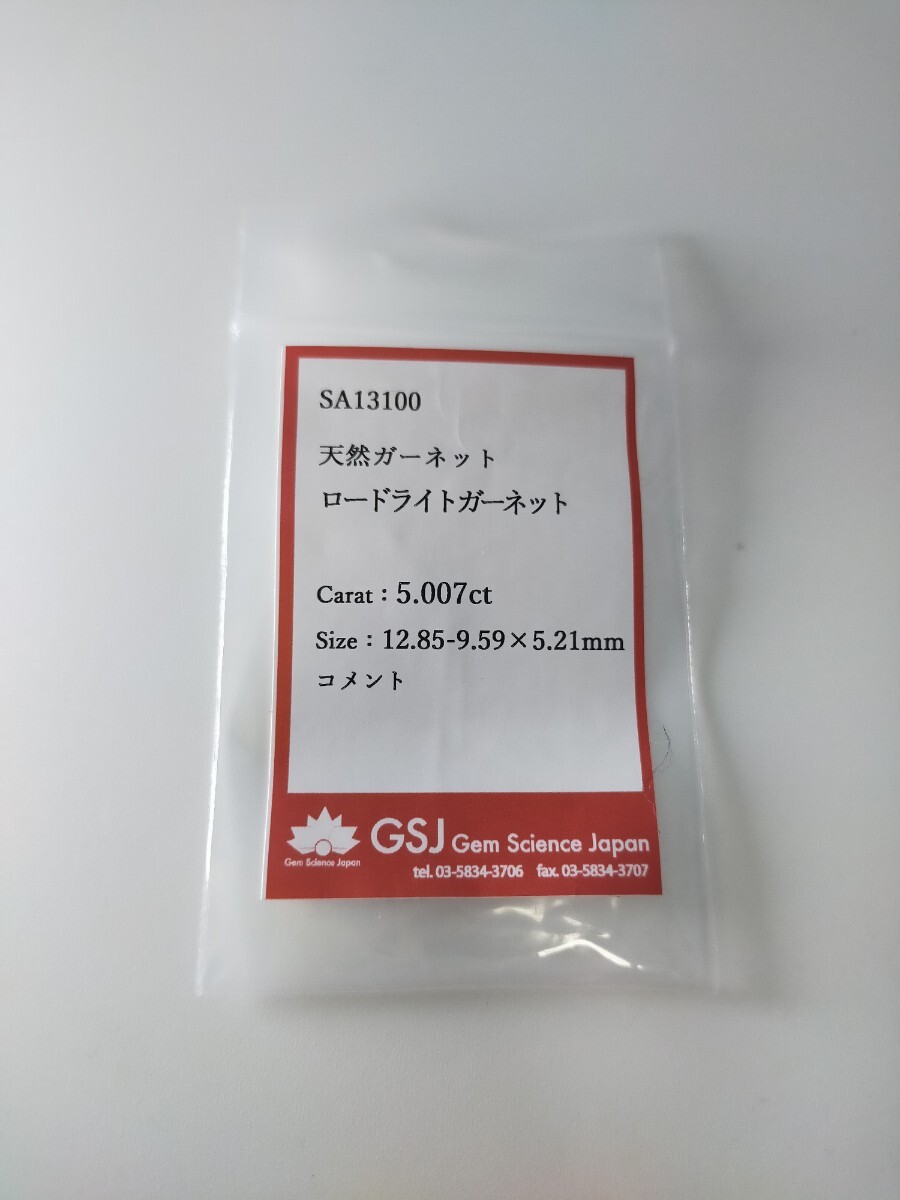 SA13100
天然ガーネット
ロードライトガーネット
Carat：5.007ct
Size：12.85-9.59×5.21mm
コメント
GSJ Gem Science Japan
Gem Science Japan
tel. 03-5834-3706 fax. 03-5834-3707